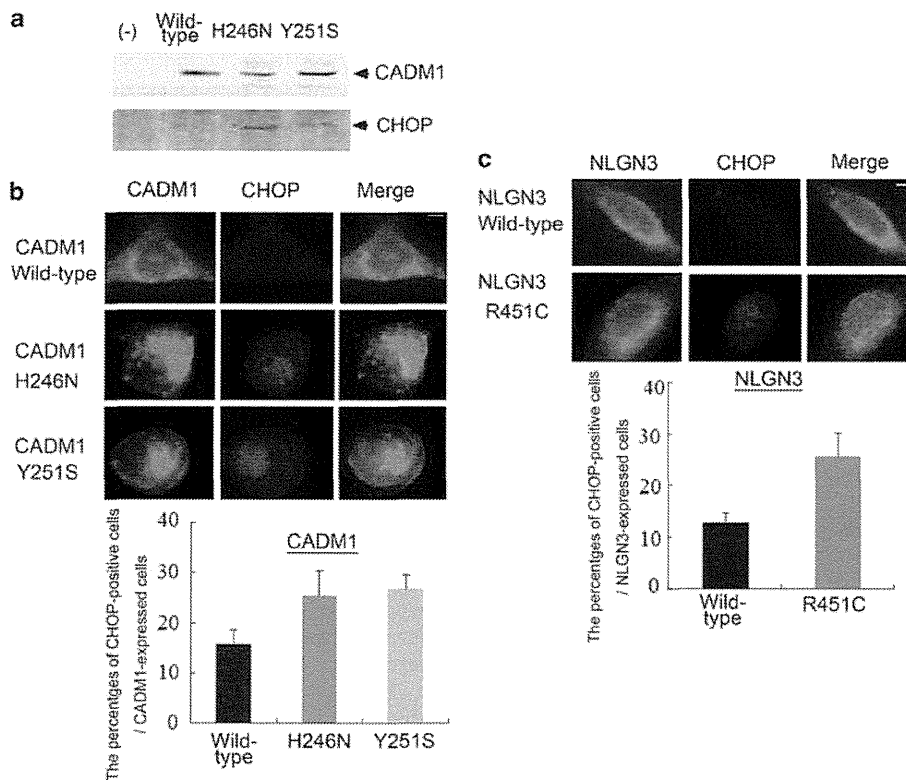 a
(-) Wild-type H246N Y251S
CADM1
CHOP
b
CADM1 CHOP Merge
CADM1
Wild-type
CADM1
H246N
CADM1
Y251S
The percentges of CHOP-positive cells
/ CADM1-expressed cells
CADM1
40
30
20
10
0
Wild-
type
H246N
Y251S
c
NLGN3 CHOP Merge
NLGN3
Wild-type
NLGN3
R451C
The percentges of CHOP-positive cells
/ NLGN3-expressed cells
NLGN3
40
30
20
10
0
Wild-
type
R451C